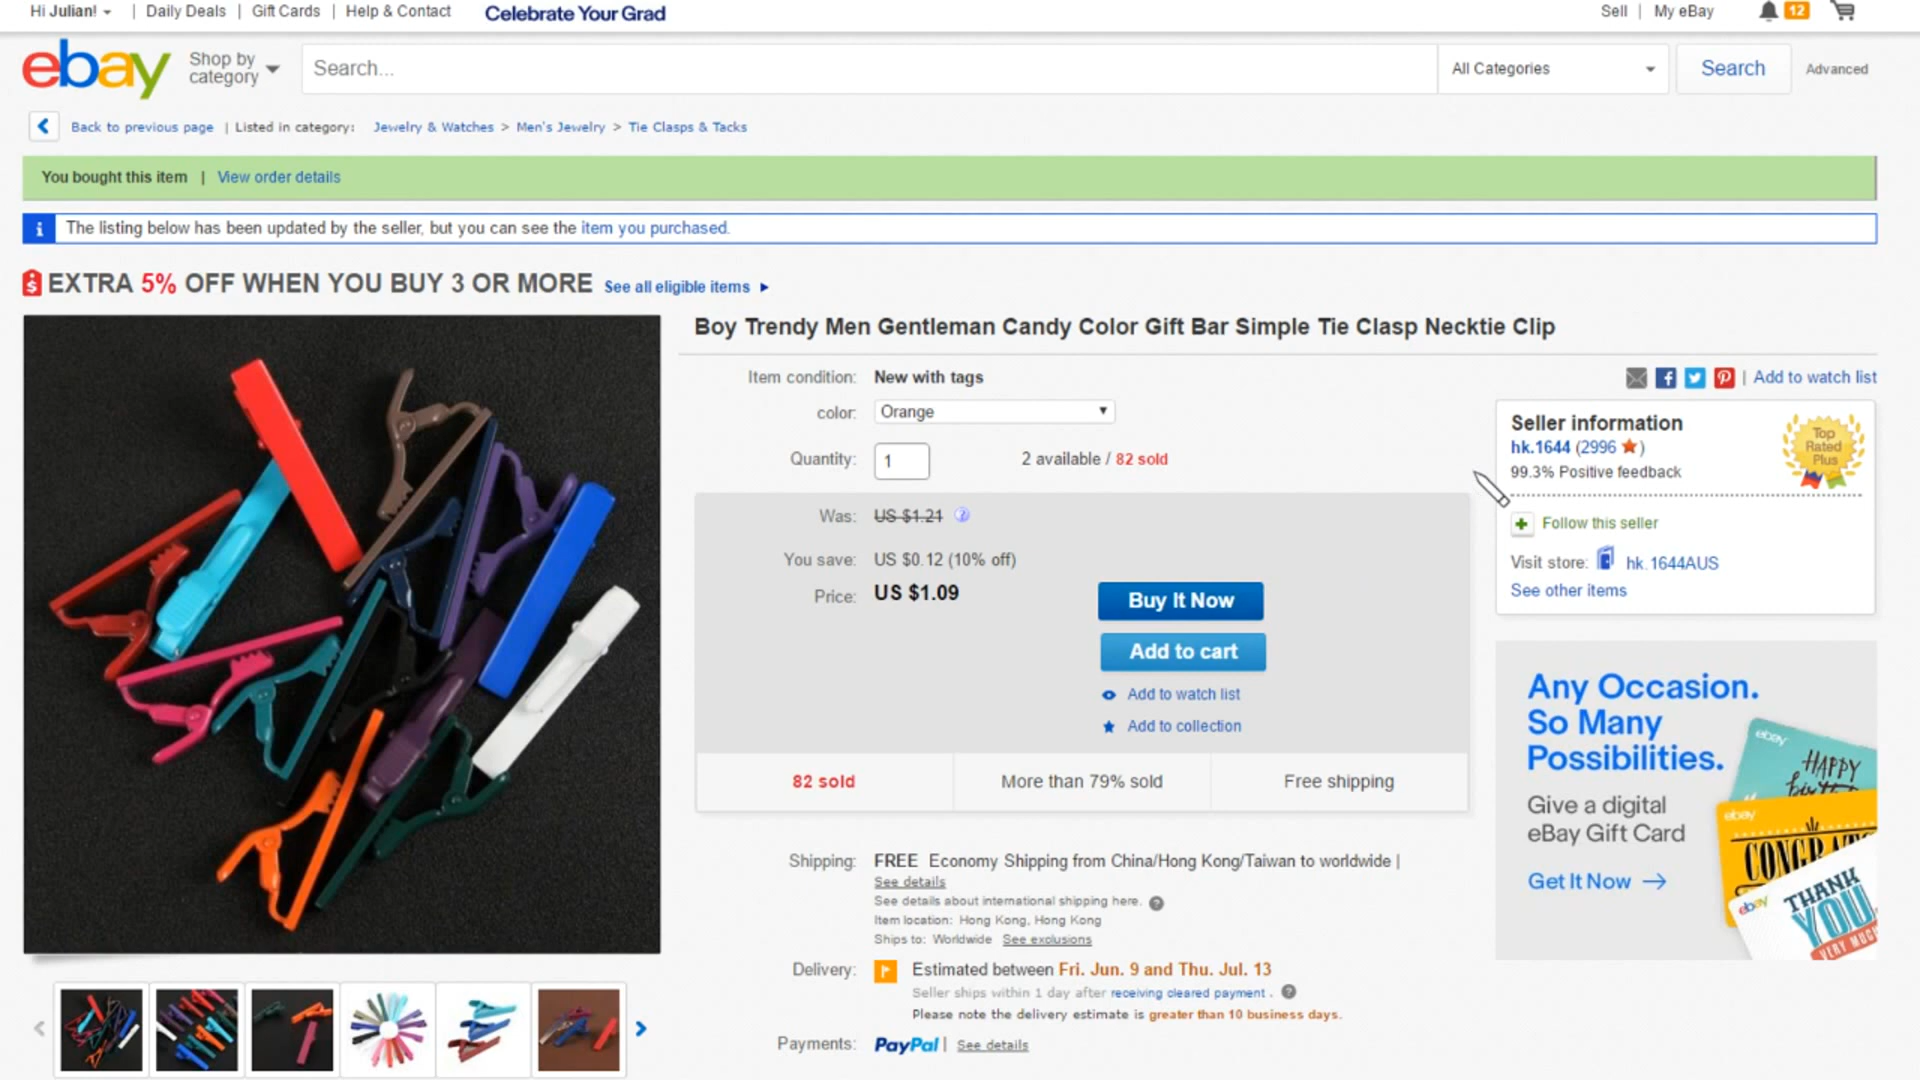 Hi Julian! | Daily Deals | Gift Cards | Help & Contact Celebrate Your Grad Sell | My eBay 12
ebay Shop by category Search... All Categories Search Advanced
Back to previous page | Listed in category: Jewelry & Watches > Men's Jewelry > Tie Clasps & Tacks
You bought this item | View order details
i The listing below has been updated by the seller, but you can see the item you purchased.
EXTRA 5% OFF WHEN YOU BUY 3 OR MORE See all eligible items
Boy Trendy Men Gentleman Candy Color Gift Bar Simple Tie Clasp Necktie Clip
Item condition: New with tags
| Add to watch list
color: Orange
Quantity: 1 2 available / 82 sold
Was: US $1.21
You save: US $0.12 (10% off)
Price: US $1.09
Buy It Now
Add to cart
Add to watch list
Add to collection
82 sold More than 79% sold Free shipping
Seller information
hk.1644 (2996)
99.3% Positive feedback
Top
Rated
Plus
Follow this seller
Visit store: hk.1644AUS
See other items
Any Occasion.
So Many
Possibilities.
Give a digital
eBay Gift Card
Get It Now
ebay
HAPPY
ebay
ebay
THANK
YOU
VERY MUCH
Shipping: FREE Economy Shipping from China/Hong Kong/Taiwan to worldwide |
See details
See details about international shipping here. ?
Item location: Hong Kong, Hong Kong
Ships to: Worldwide See exclusions
Delivery: Estimated between Fri. Jun. 9 and Thu. Jul. 13
Seller ships within 1 day after receiving cleared payment. ?
Please note the delivery estimate is greater than 10 business days.
Payments: PayPal | See details